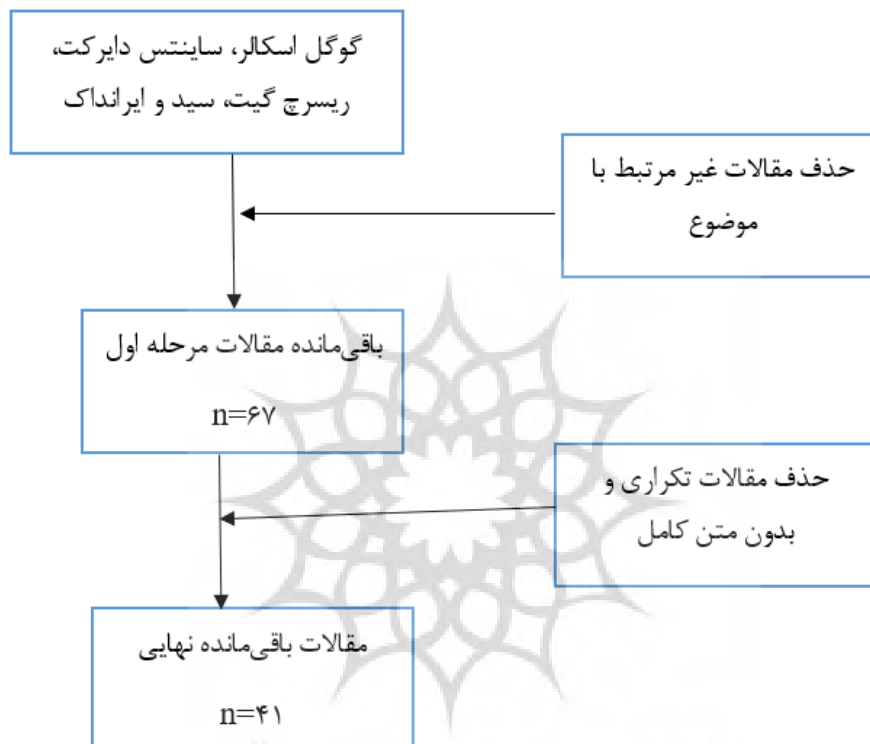 گوگل اسکالر، ساینتس دایرکت،
ریسرچ گیت، سید و ایرانداک
حذف مقالات غیر مرتبط با
موضوع
باقی‌مانده مقالات مرحله اول
n=۶۷
حذف مقالات تکراری و
بدون متن کامل
مقالات باقی‌مانده نهایی
n=۴۱